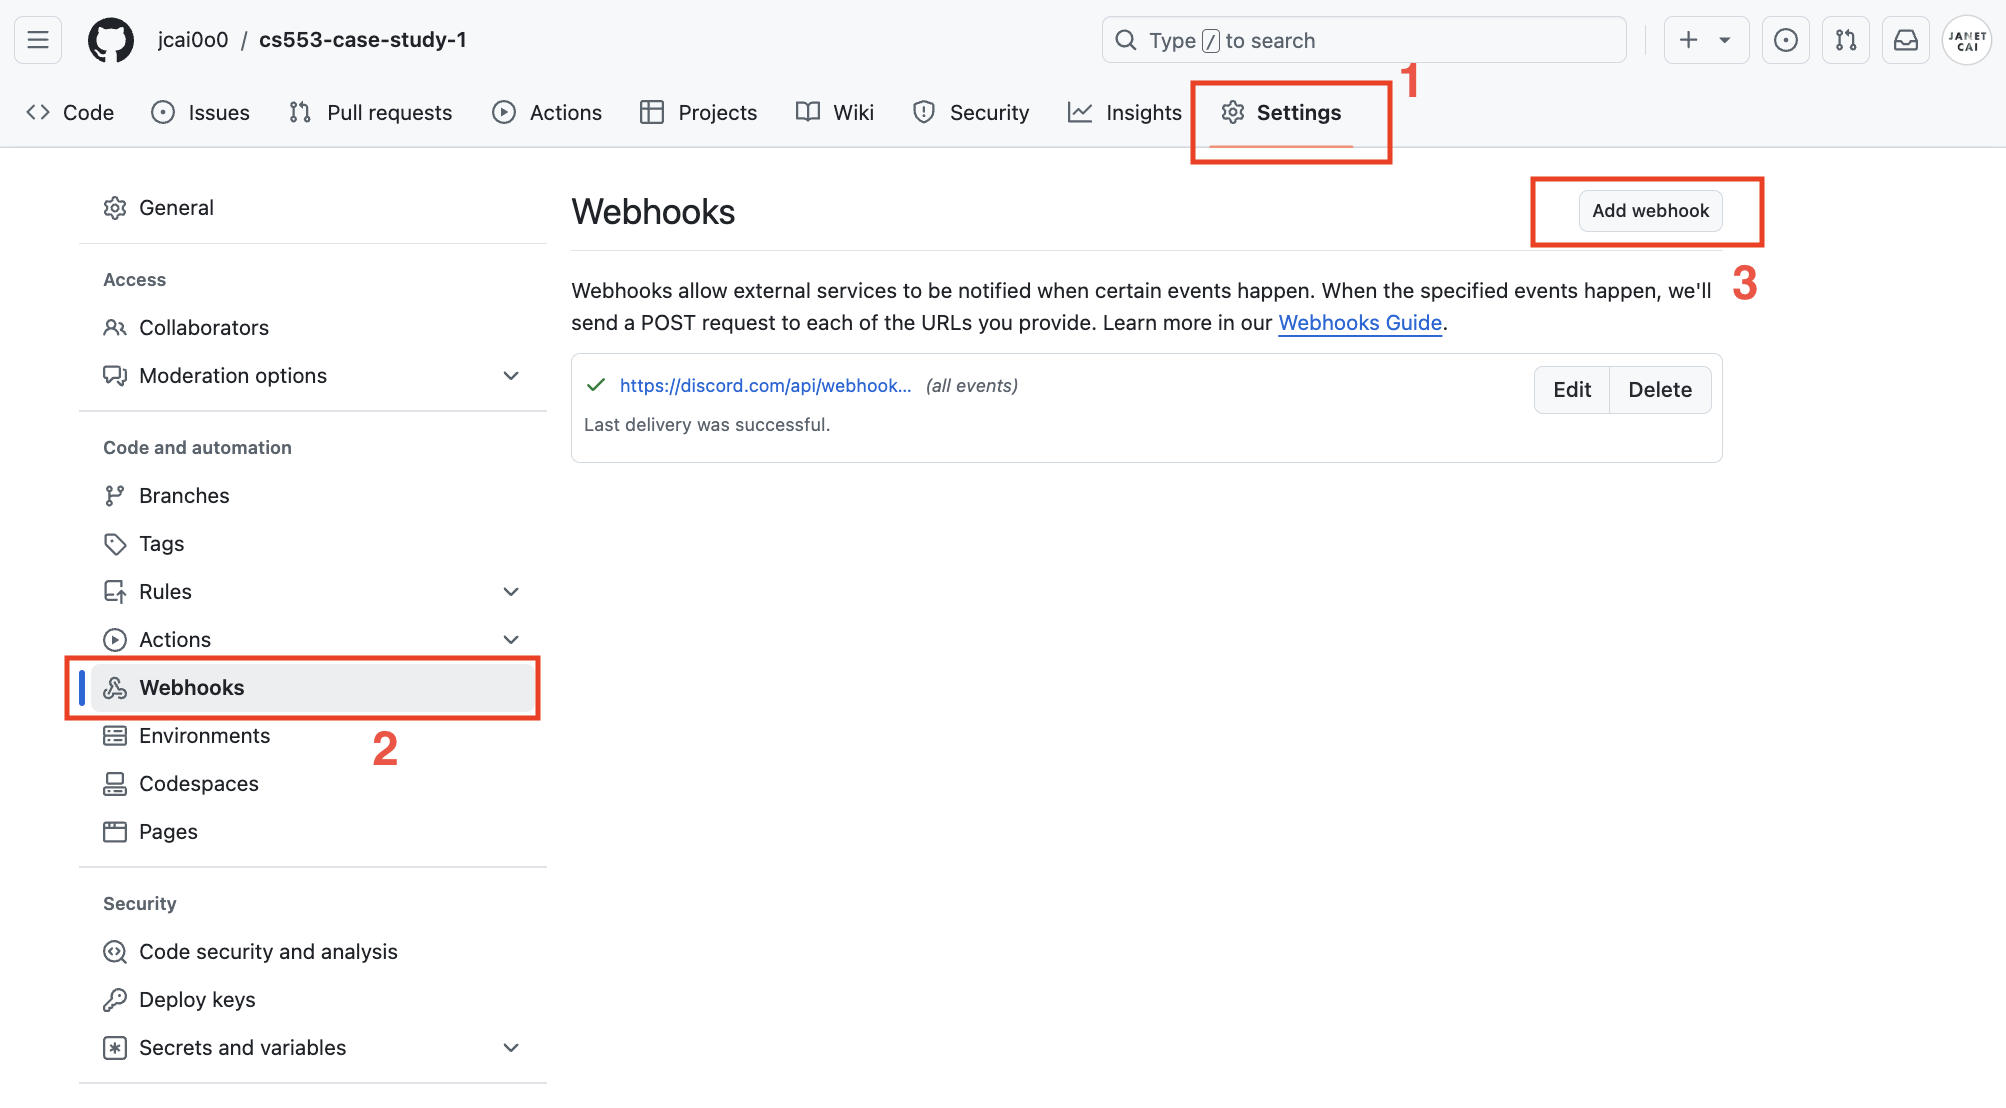 jcai0o0 / cs553-case-study-1
Type / to search
JANET
CAI
Code Issues Pull requests Actions Projects Wiki Security Insights Settings
1
General
Access
Collaborators
Moderation options
Code and automation
Branches
Tags
Rules
Actions
Webhooks
2
Environments
Codespaces
Pages
Security
Code security and analysis
Deploy keys
Secrets and variables
Webhooks
Add webhook
3
Webhooks allow external services to be notified when certain events happen. When the specified events happen, we'll
send a POST request to each of the URLs you provide. Learn more in our Webhooks Guide.
https://discord.com/api/webhook... (all events)
Edit Delete
Last delivery was successful.